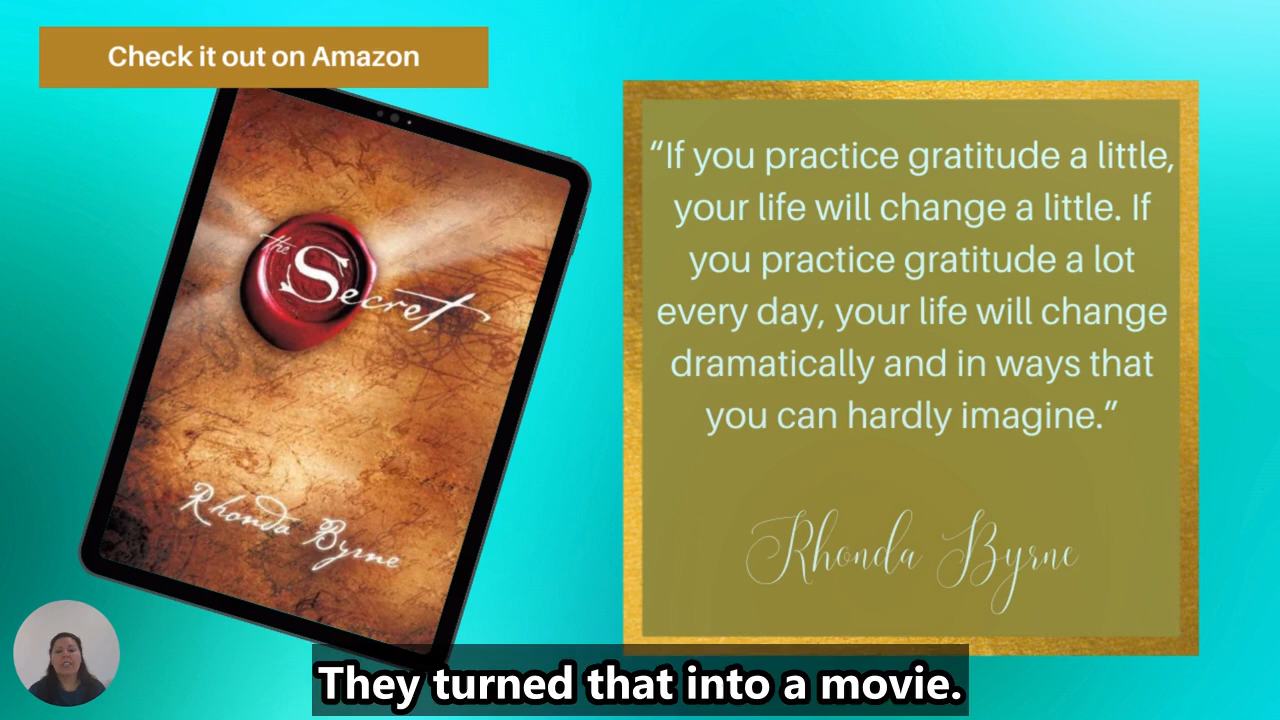 Check it out on Amazon
the
Secret
Rhonda Byrne
“If you practice gratitude a little,
your life will change a little. If
you practice gratitude a lot
every day, your life will change
dramatically and in ways that
you can hardly imagine.”
Rhonda Byrne
They turned that into a movie.